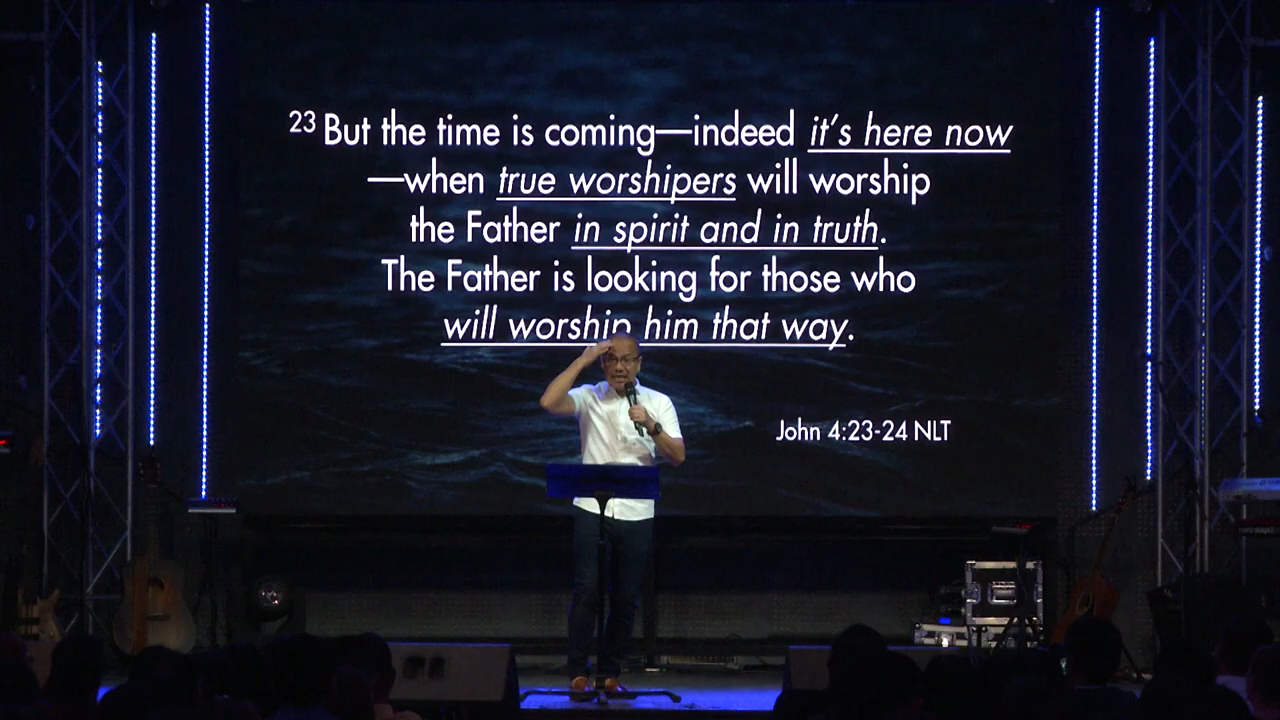 23 But the time is coming—indeed it's here now
—when true worshipers will worship
the Father in spirit and in truth.
The Father is looking for those who
will worship him that way.
John 4:23-24 NLT